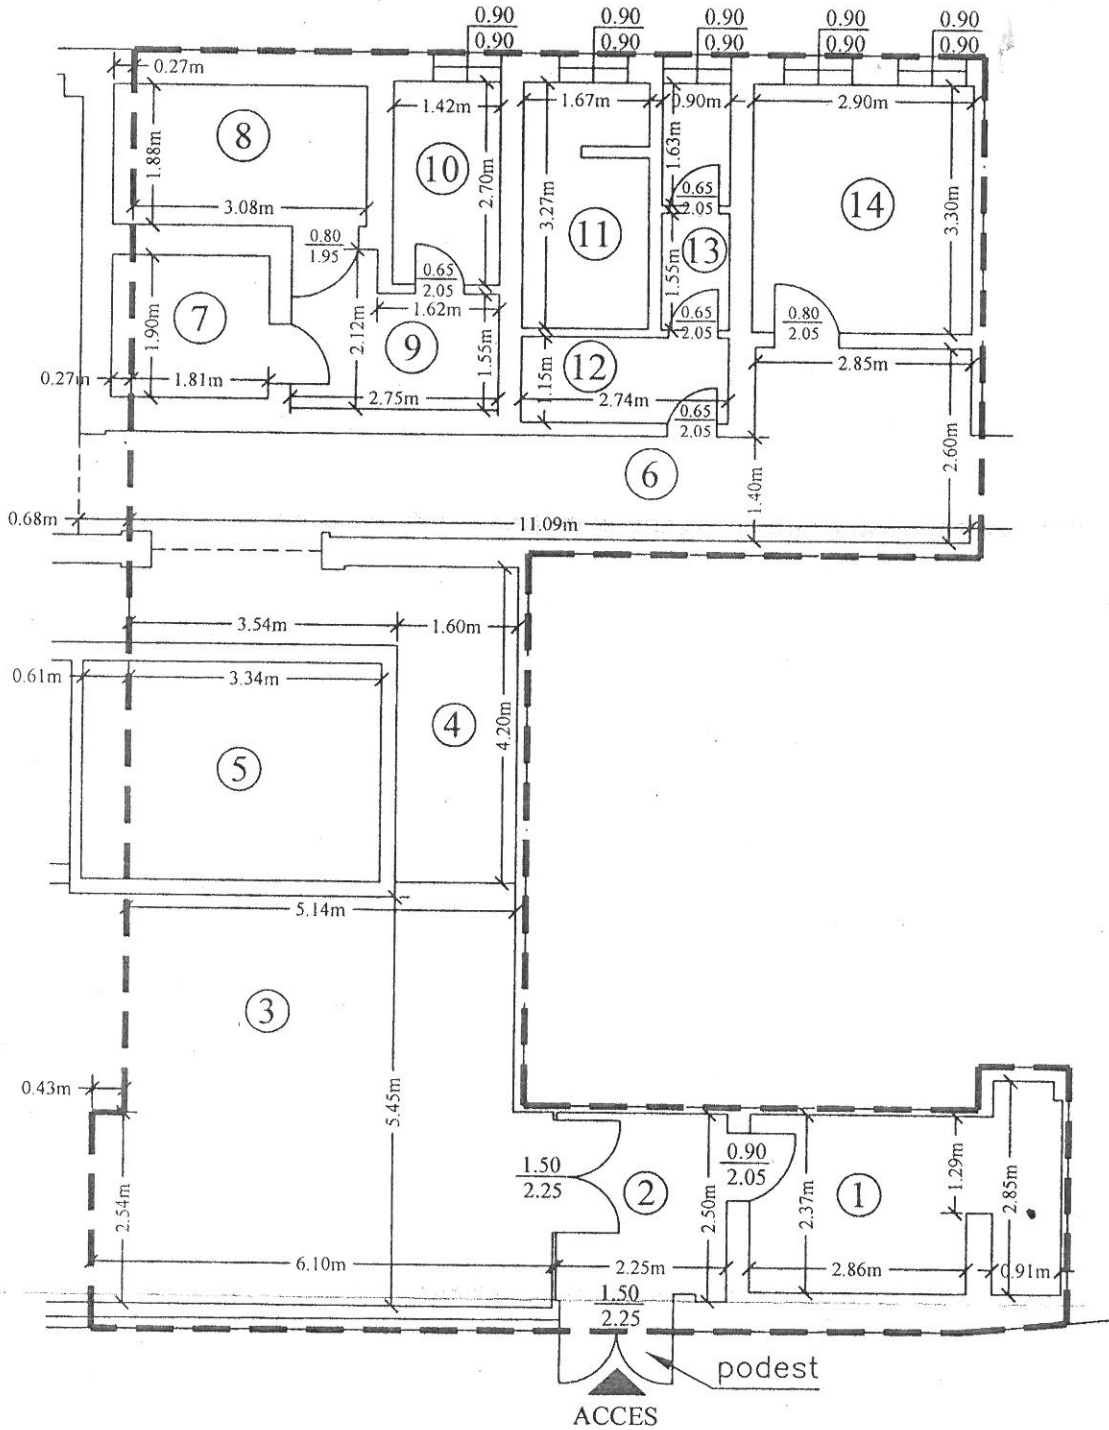 0.90 0.90 0.90 0.90 0.90
0.90 0.90 0.90 0.90 0.90
0.27m
1.42m 1.67m 0.90m 2.90m
8
1.88m
10
2.70m
1.63m
3.08m
0.65
2.05
3.27m
14
3.30m
11
13
0.80
1.95
0.65
2.05
1.55m
7
1.90m
1.62m
0.65
2.05
0.80
2.05
2.12m
9
1.55m
12
1.15m
2.85m
0.27m
1.81m
2.75m
2.74m
0.65
2.05
6
1.40m
2.60m
0.68m
11.09m
3.54m 1.60m
0.61m
3.34m
4
4.20m
5
5.14m
3
0.43m
5.45m
1.50
2.25
0.90
2.05
1.29m
2.54m
2
2.50m
2.37m
1
2.85m
6.10m 2.25m 2.86m 0.91m
1.50
2.25
podest
ACCES